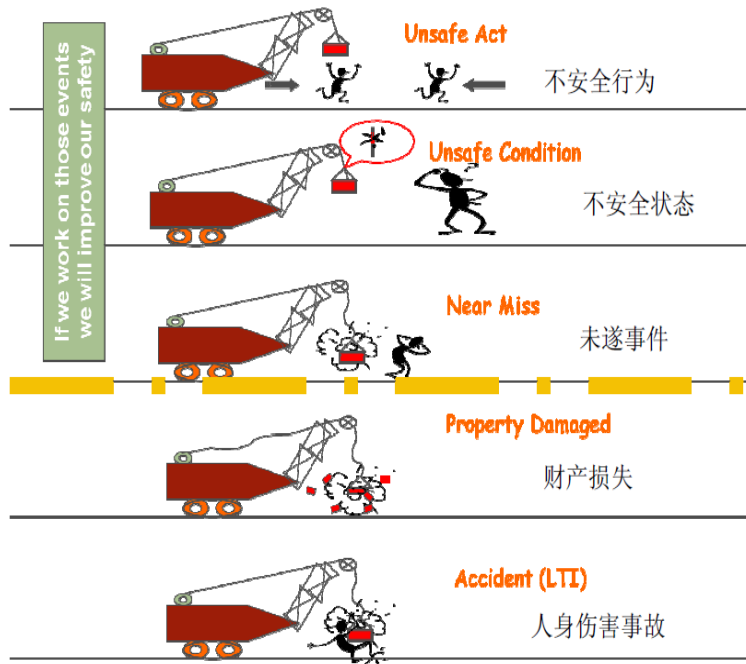 If we work on those events
we will improve our safety
Unsafe Act
不安全行为
Unsafe Condition
不安全状态
Near Miss
未遂事件
Property Damaged
财产损失
Accident (LTI)
人身伤害事故